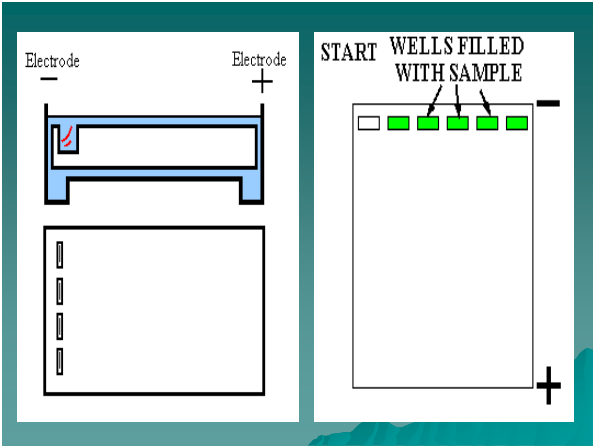 Electrode
Electrode
−
+
START
WELLS FILLED
WITH SAMPLE
−
+